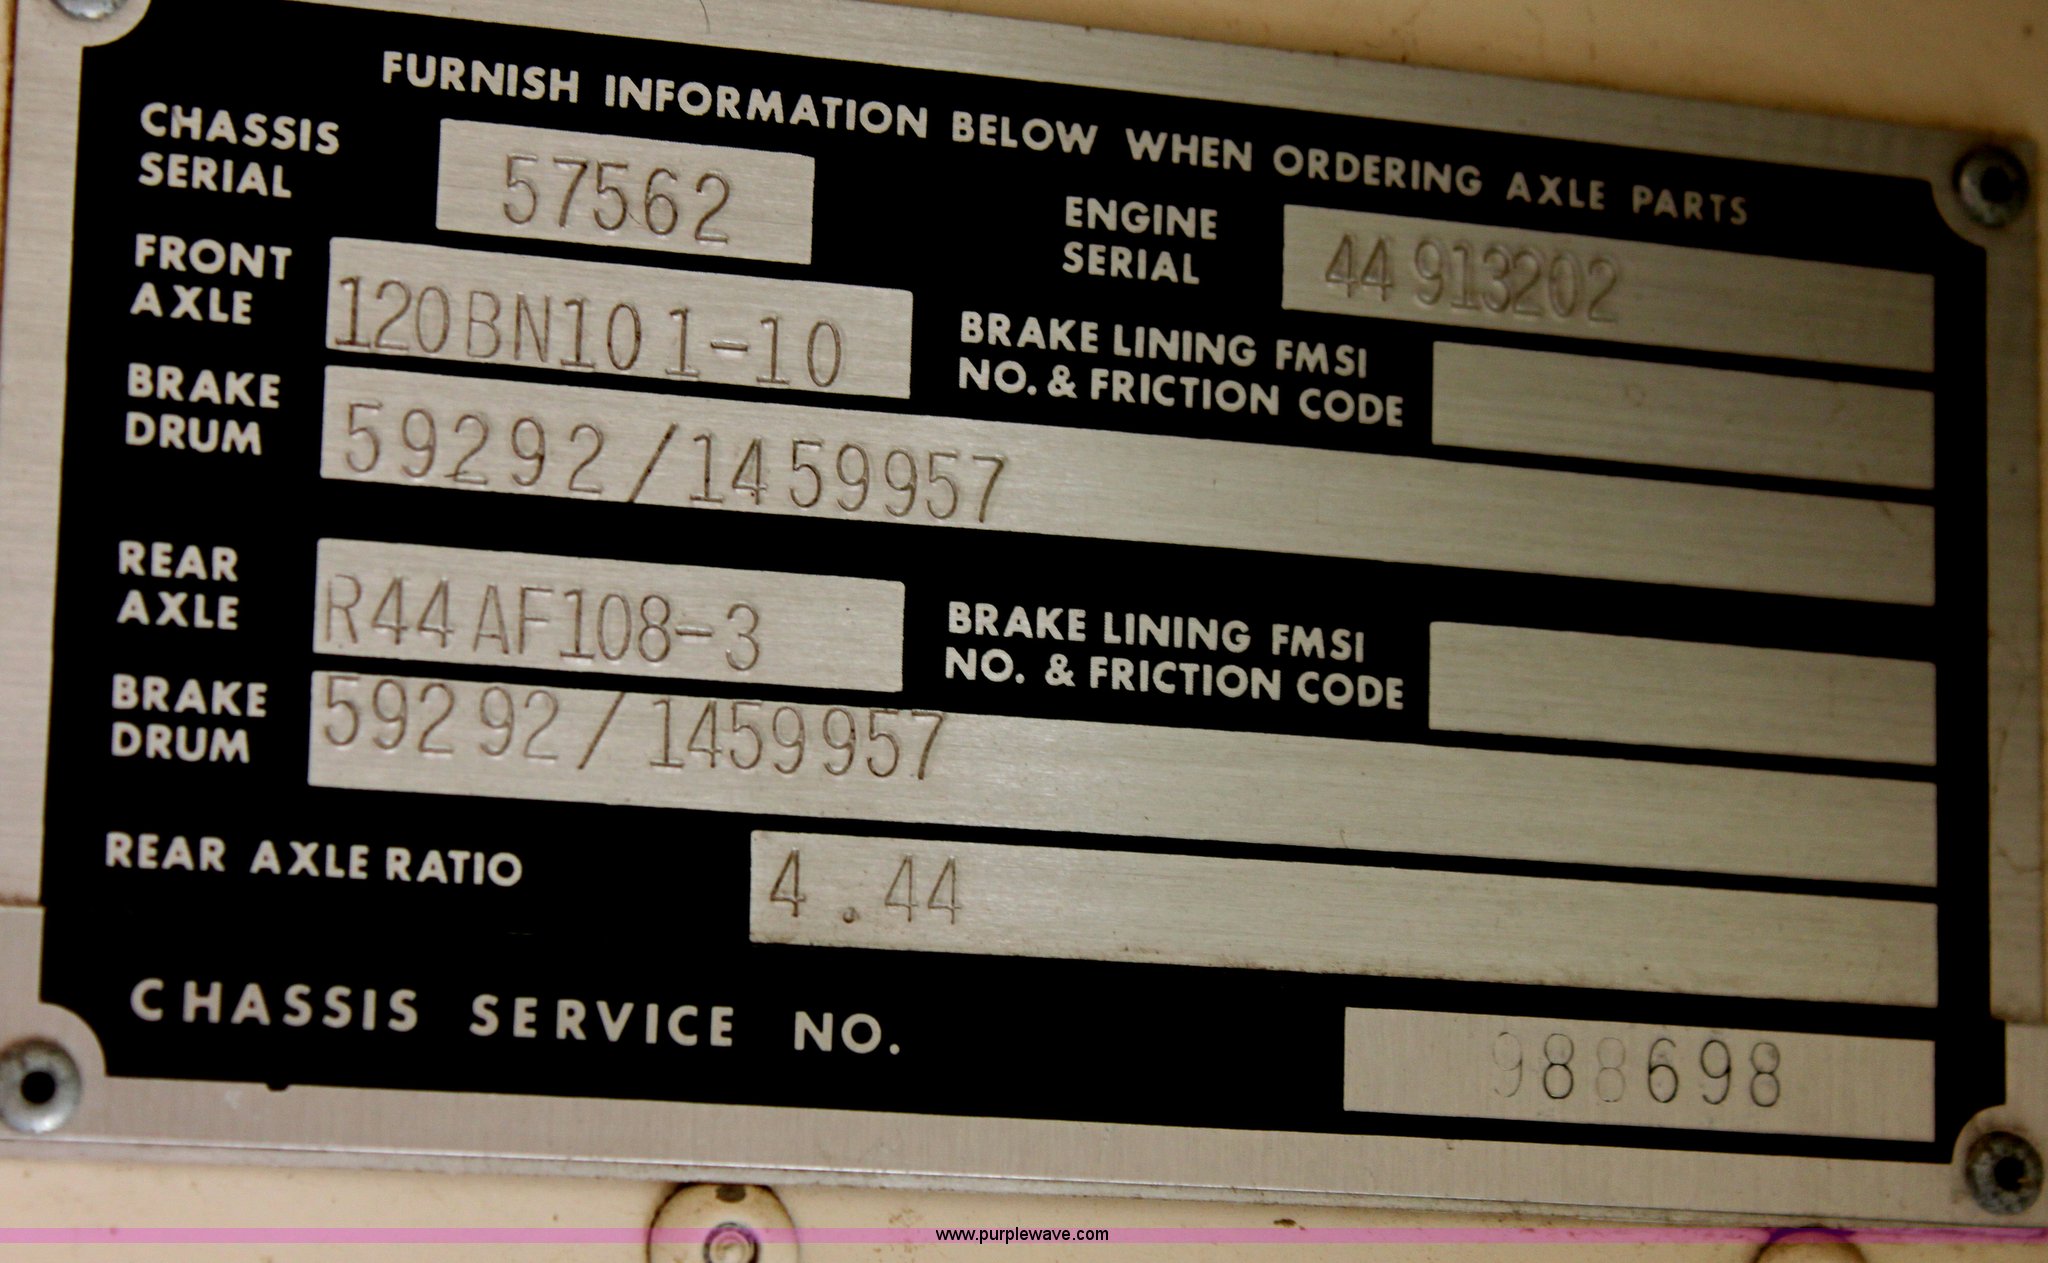 FURNISH INFORMATION BELOW WHEN ORDERING AXLE PARTS
CHASSIS
SERIAL
57562
ENGINE
SERIAL
44 913202
FRONT
AXLE
120BN101-10
BRAKE LINING FMSI
NO. & FRICTION CODE
BRAKE
DRUM
59292/1459957
REAR
AXLE
R44AF108-3
BRAKE LINING FMSI
NO. & FRICTION CODE
BRAKE
DRUM
59292/1459957
REAR AXLE RATIO
4.44
CHASSIS SERVICE NO.
988698
www.purplewave.com